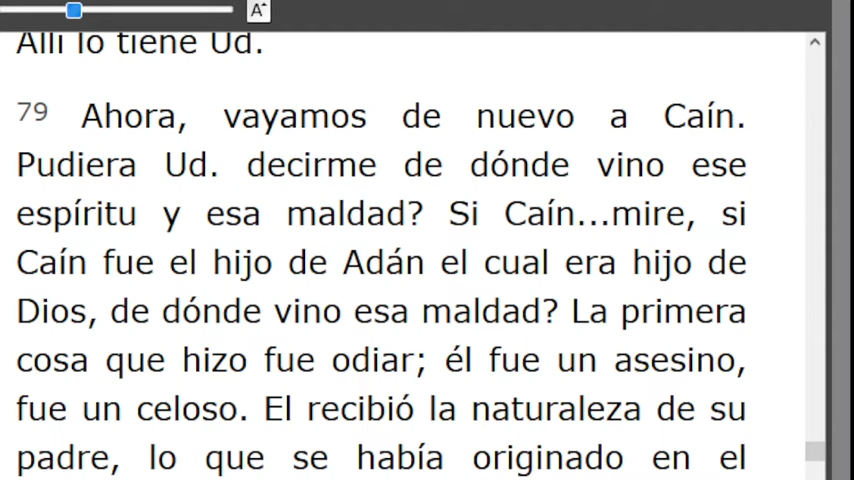 A
Allí lo tiene Ud.
79 Ahora, vayamos de nuevo a Caín.
Pudiera Ud. decirme de dónde vino ese
espíritu y esa maldad? Si Caín...mire, si
Caín fue el hijo de Adán el cual era hijo de
Dios, de dónde vino esa maldad? La primera
cosa que hizo fue odiar; él fue un asesino,
fue un celoso. El recibió la naturaleza de su
padre, lo que se había originado en el